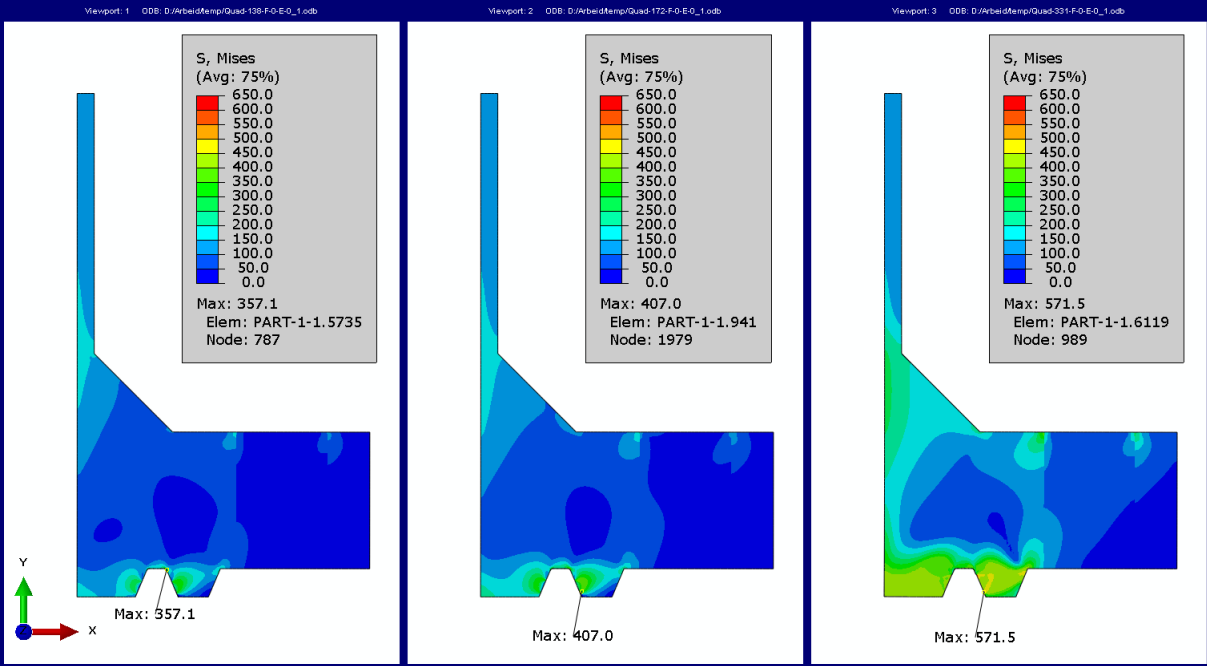 Viewport: 1 ODB: D:/Arbeid/temp/Quad-138-F-0-E-0_1.odb
S, Mises
(Avg: 75%)
650.0
600.0
550.0
500.0
450.0
400.0
350.0
300.0
250.0
200.0
150.0
100.0
50.0
0.0
Max: 357.1
Elem: PART-1-1.5735
Node: 787
Max: 357.1
Y
X
Viewport: 2 ODB: D:/Arbeid/temp/Quad-172-F-0-E-0_1.odb
S, Mises
(Avg: 75%)
650.0
600.0
550.0
500.0
450.0
400.0
350.0
300.0
250.0
200.0
150.0
100.0
50.0
0.0
Max: 407.0
Elem: PART-1-1.941
Node: 1979
Max: 407.0
Viewport: 3 ODB: D:/Arbeid/temp/Quad-331-F-0-E-0_1.odb
S, Mises
(Avg: 75%)
650.0
600.0
550.0
500.0
450.0
400.0
350.0
300.0
250.0
200.0
150.0
100.0
50.0
0.0
Max: 571.5
Elem: PART-1-1.6119
Node: 989
Max: 571.5